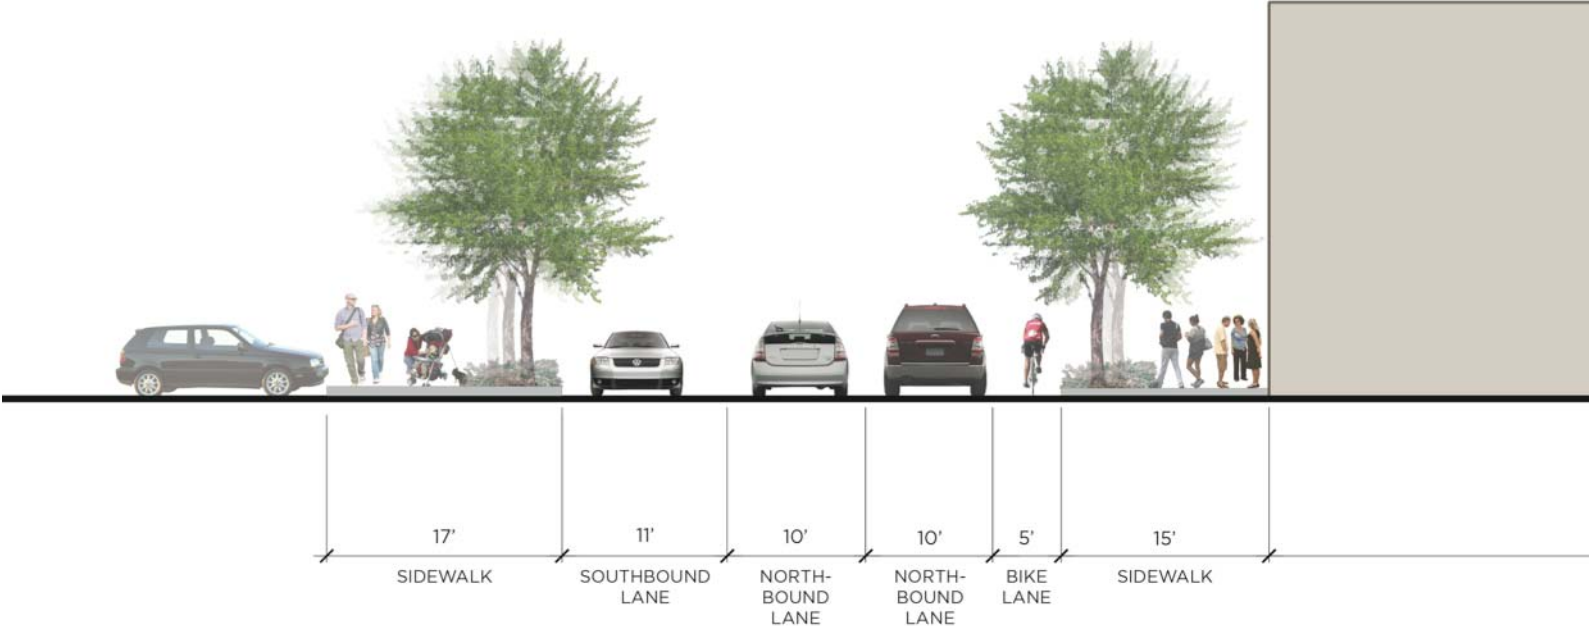 17’
11’
10’
10’
5’
15’
SIDEWALK
SOUTHBOUND
LANE
NORTH-
BOUND
LANE
NORTH-
BOUND
LANE
BIKE
LANE
SIDEWALK